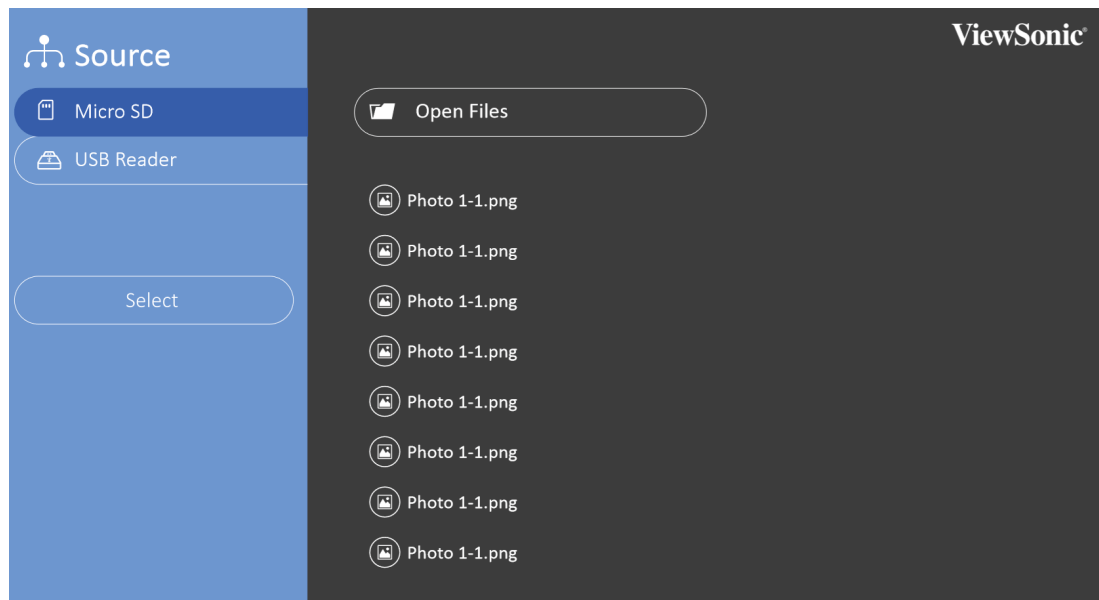 ViewSonic®
Source
Micro SD
USB Reader
Select
Open Files
Photo 1-1.png
Photo 1-1.png
Photo 1-1.png
Photo 1-1.png
Photo 1-1.png
Photo 1-1.png
Photo 1-1.png
Photo 1-1.png